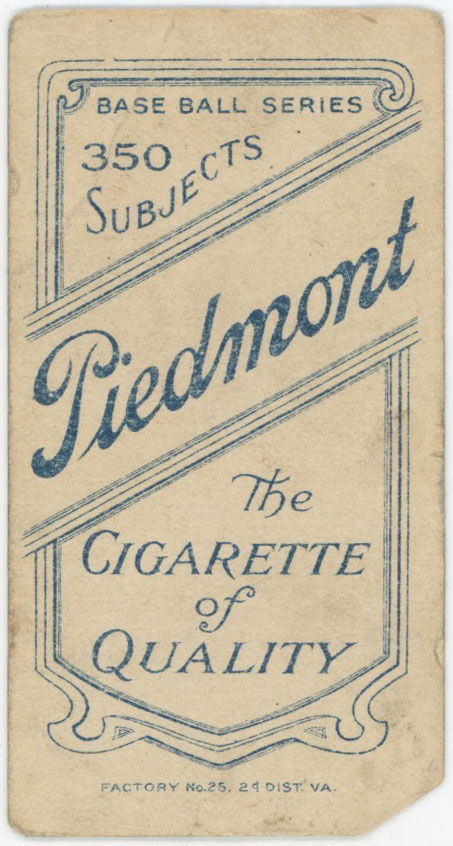 BASE BALL SERIES
350
SUBJECTS
Piedmont
The
CIGARETTE
of
QUALITY
FACTORY No. 25. 2d DIST. VA.